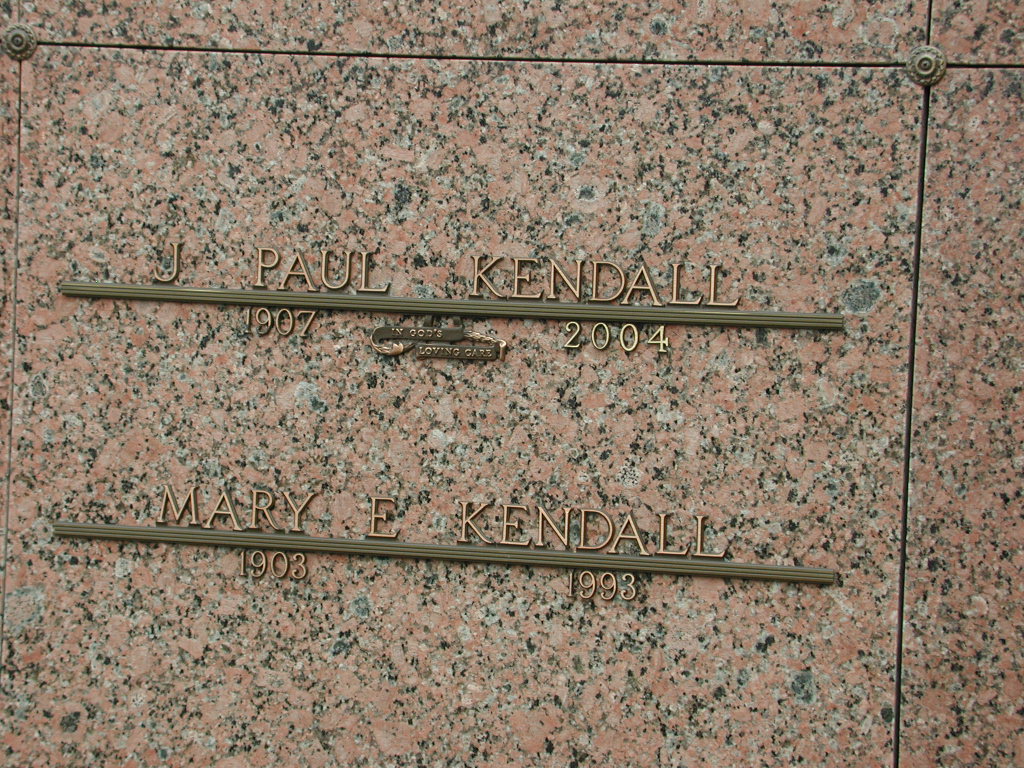 J PAUL KENDALL
1907 2004
IN GOD'S
LOVING CARE
MARY E KENDALL
1903 1993